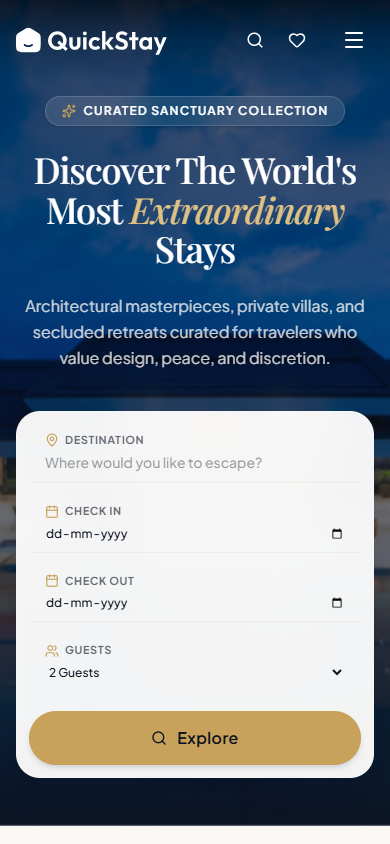 QuickStay
CURATED SANCTUARY COLLECTION
Discover The World's
Most Extraordinary
Stays
Architectural masterpieces, private villas, and
secluded retreats curated for travelers who
value design, peace, and discretion.
DESTINATION
Where would you like to escape?
CHECK IN
dd-mm-yyyy
CHECK OUT
dd-mm-yyyy
GUESTS
2 Guests
Explore